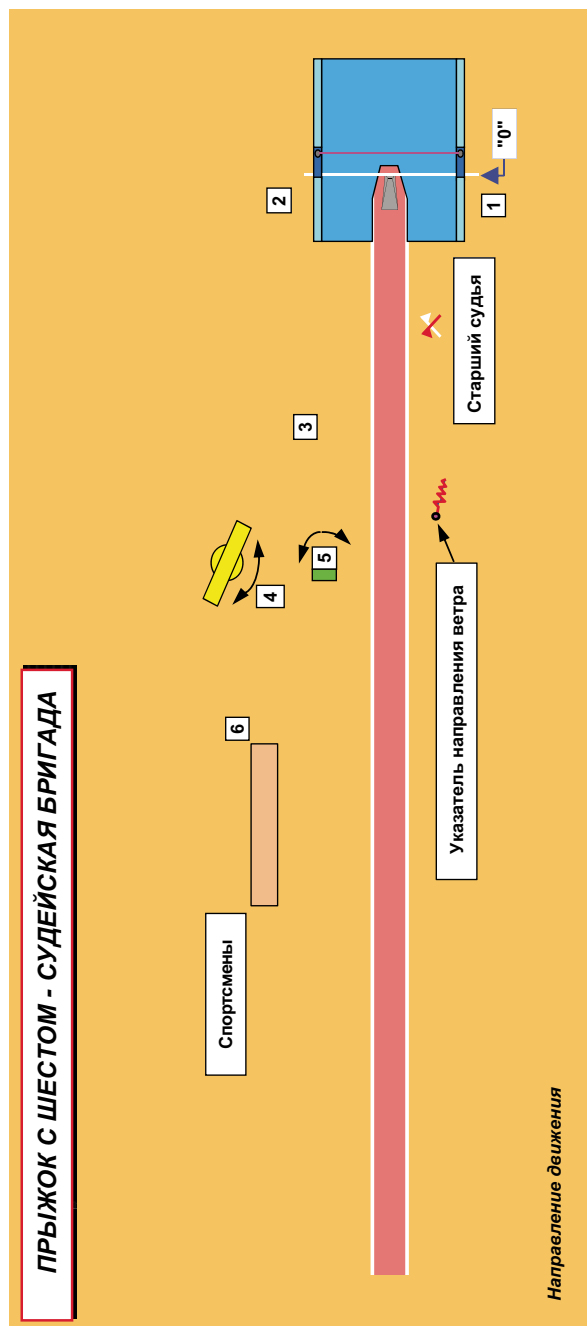 ПРЫЖОК С ШЕСТОМ - СУДЕЙСКАЯ БРИГАДА
Спортсмены
6
4
5
3
2
1
"0"
Старший судья
Указатель направления ветра
Направление движения